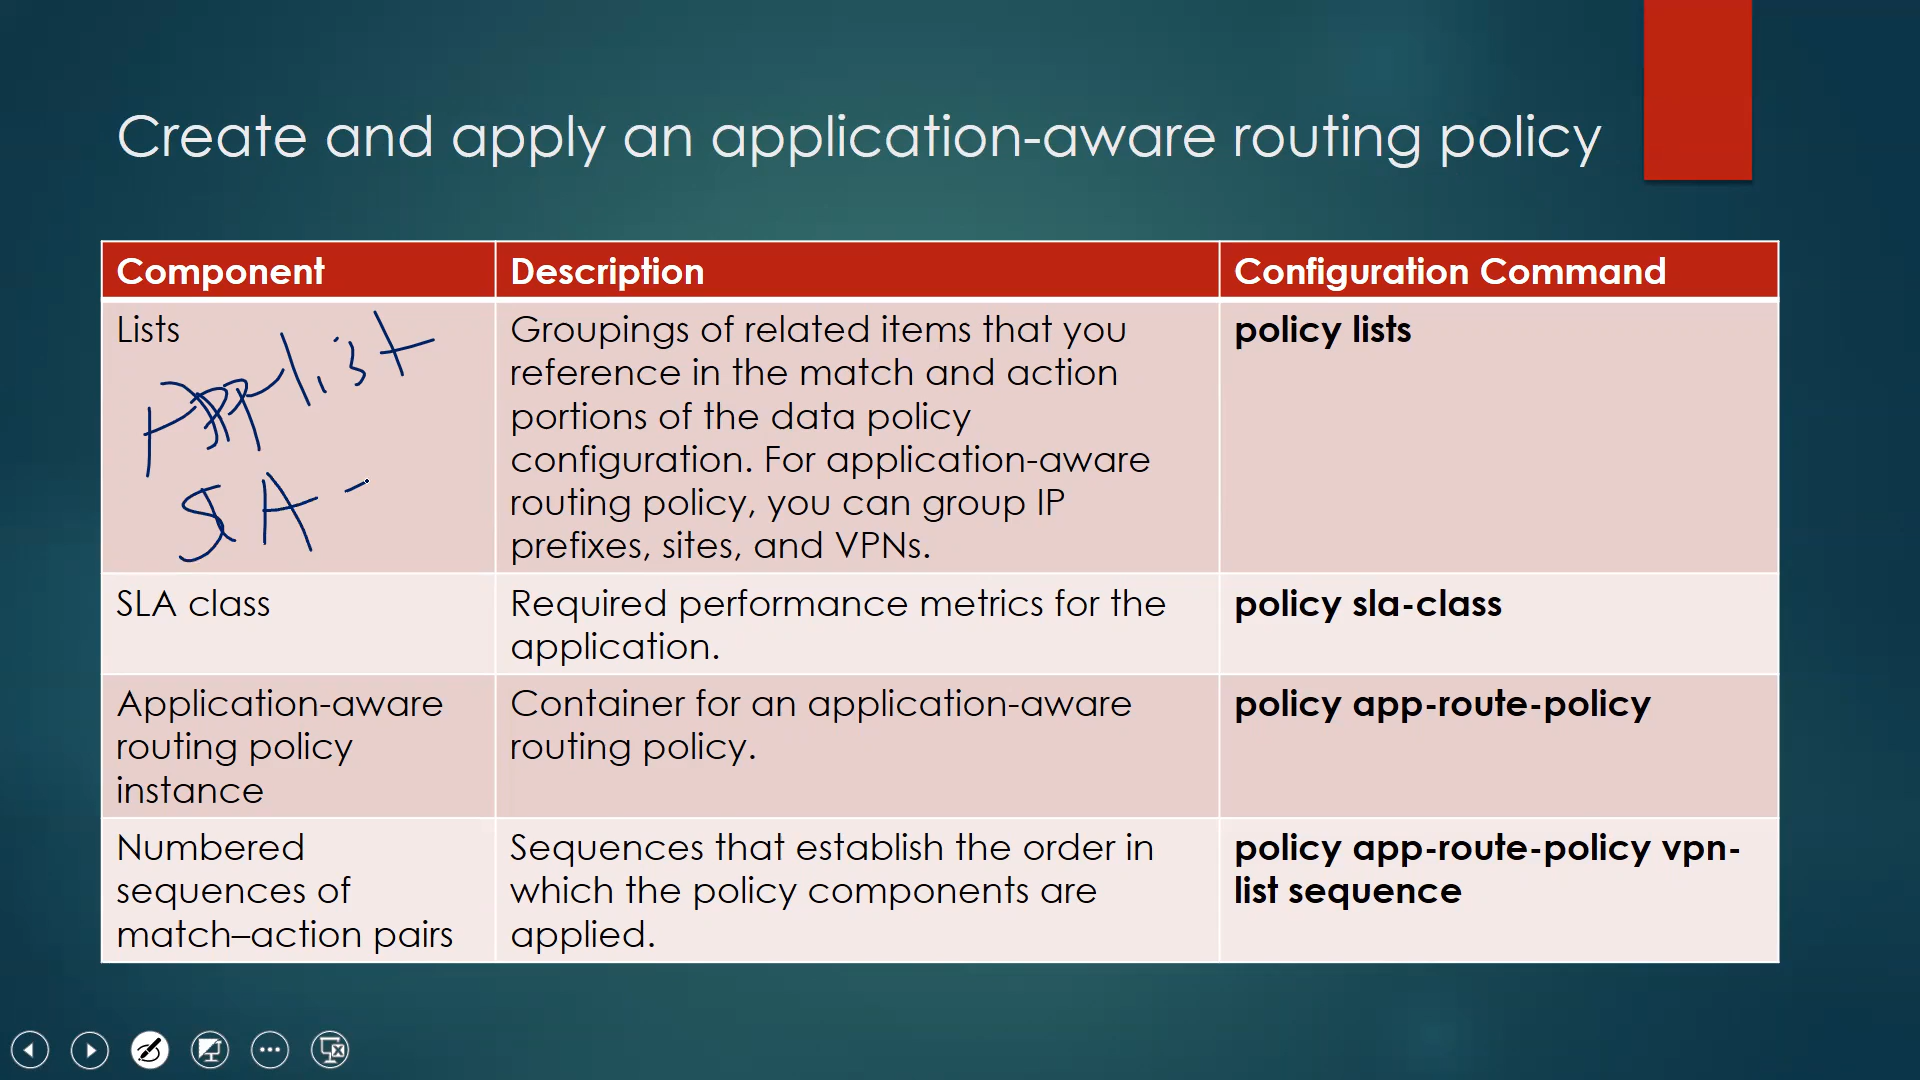 Create and apply an application-aware routing policy
Component
Description
Configuration Command
Lists
App list
Groupings of related items that you
reference in the match and action
portions of the data policy
configuration. For application-aware
routing policy, you can group IP
prefixes, sites, and VPNs.
policy lists
SLA class
Required performance metrics for the
application.
policy sla-class
Application-aware
routing policy
instance
Container for an application-aware
routing policy.
policy app-route-policy
Numbered
sequences of
match–action pairs
Sequences that establish the order in
which the policy components are
applied.
policy app-route-policy vpn-
list sequence